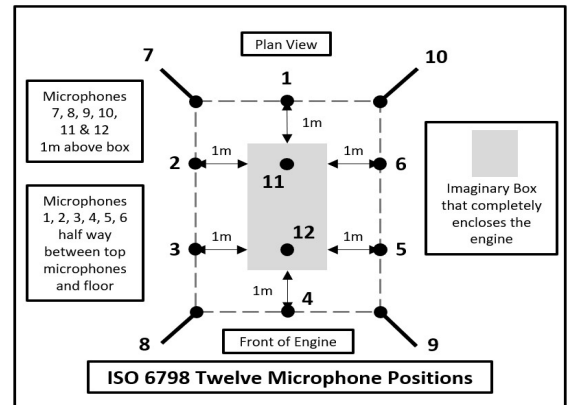 Plan View
7
1
10
Microphones
7, 8, 9, 10,
11 & 12
1m above box
1m
2
1m
1m
6
11
Imaginary Box
that completely
encloses the
engine
Microphones
1, 2, 3, 4, 5, 6
half way
between top
microphones
and floor
3
1m
12
1m
5
1m
4
8
Front of Engine
9
ISO 6798 Twelve Microphone Positions